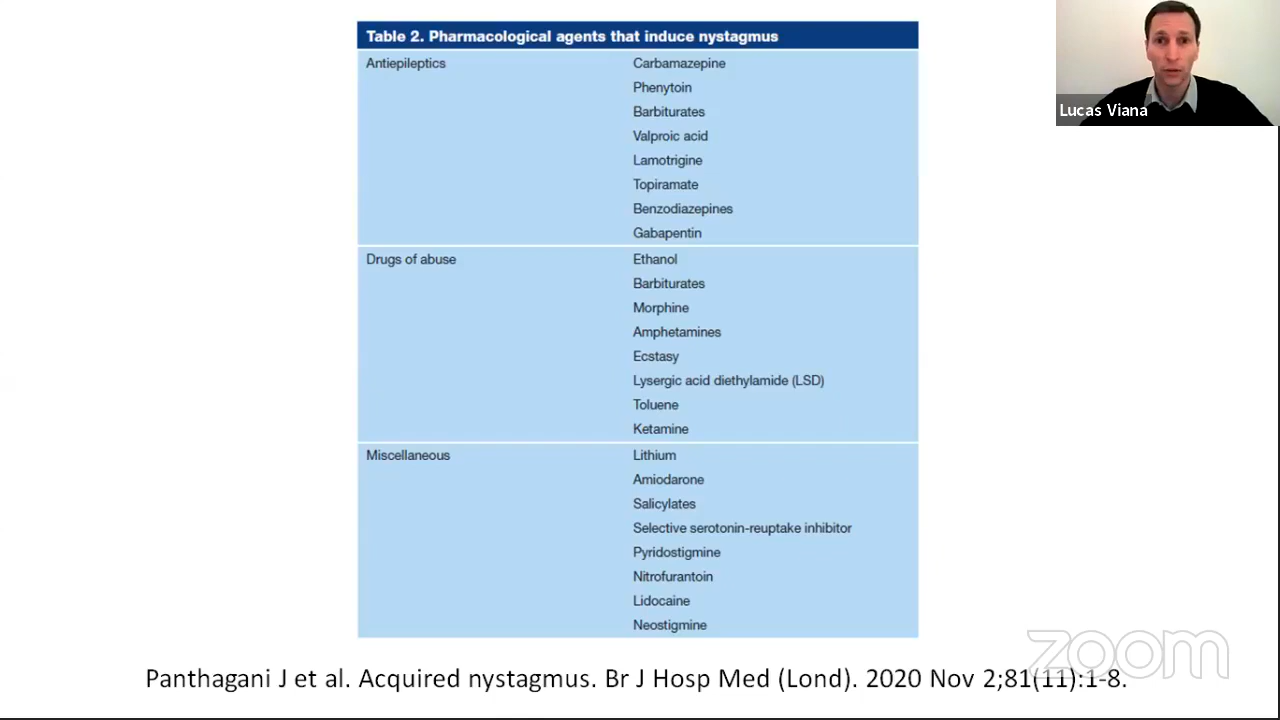 Table 2. Pharmacological agents that induce nystagmus
Antiepileptics Carbamazepine
Phenytoin
Barbiturates
Valproic acid
Lamotrigine
Topiramate
Benzodiazepines
Gabapentin
Drugs of abuse Ethanol
Barbiturates
Morphine
Amphetamines
Ecstasy
Lysergic acid diethylamide (LSD)
Toluene
Ketamine
Miscellaneous Lithium
Amiodarone
Salicylates
Selective serotonin-reuptake inhibitor
Pyridostigmine
Nitrofurantoin
Lidocaine
Neostigmine
Panthagani J et al. Acquired nystagmus. Br J Hosp Med (Lond). 2020 Nov 2;81(11):1-8.
Lucas Viana
zoom